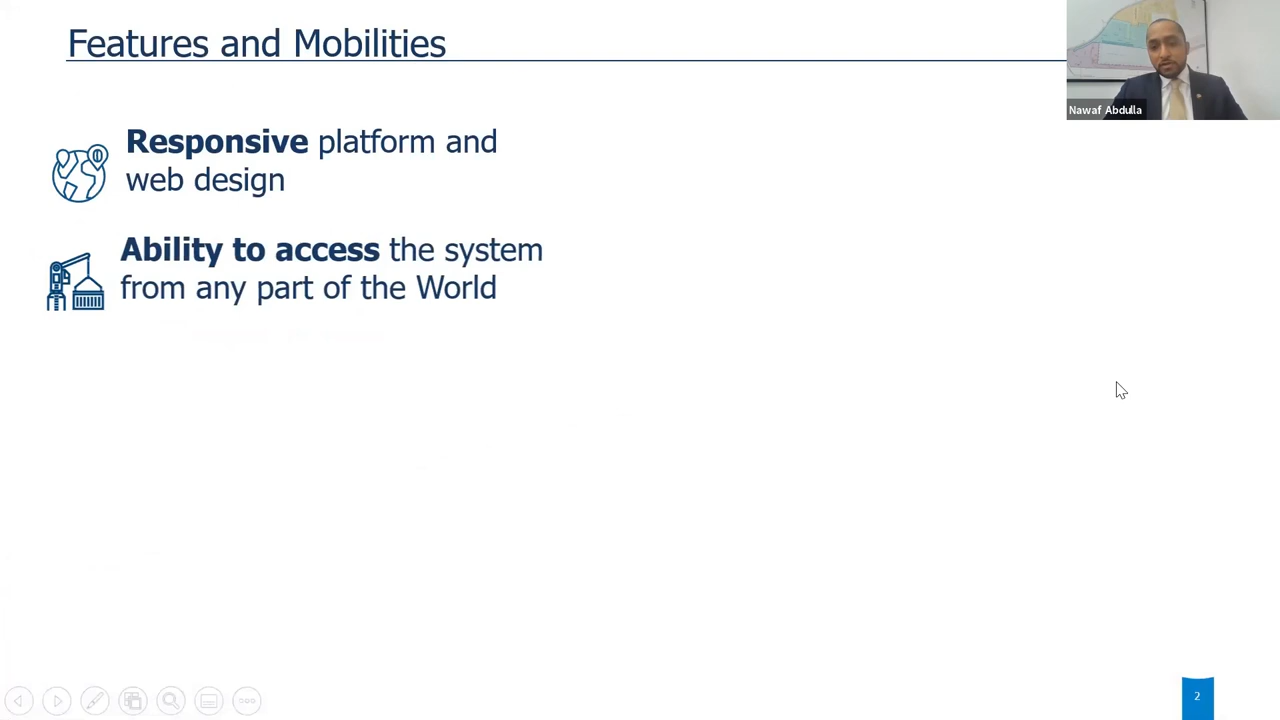 Features and Mobilities
Nawaf Abdulla
Responsive platform and
web design
Ability to access the system
from any part of the World
2